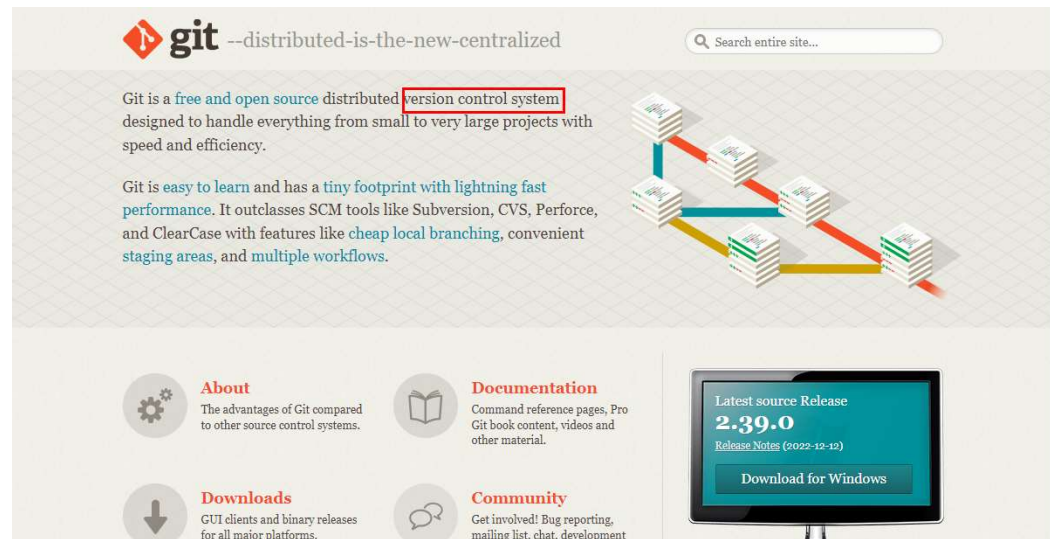 git --distributed-is-the-new-centralized
Search entire site...
Git is a free and open source distributed version control system
designed to handle everything from small to very large projects with
speed and efficiency.
Git is easy to learn and has a tiny footprint with lightning fast
performance. It outclasses SCM tools like Subversion, CVS, Perforce,
and ClearCase with features like cheap local branching, convenient
staging areas, and multiple workflows.
About
The advantages of Git compared
to other source control systems.
Documentation
Command reference pages, Pro
Git book content, videos and
other material.
Downloads
GUI clients and binary releases
for all major platforms.
Community
Get involved! Bug reporting,
mailing list, chat, development
Latest source Release
2.39.0
Release Notes (2022-12-12)
Download for Windows